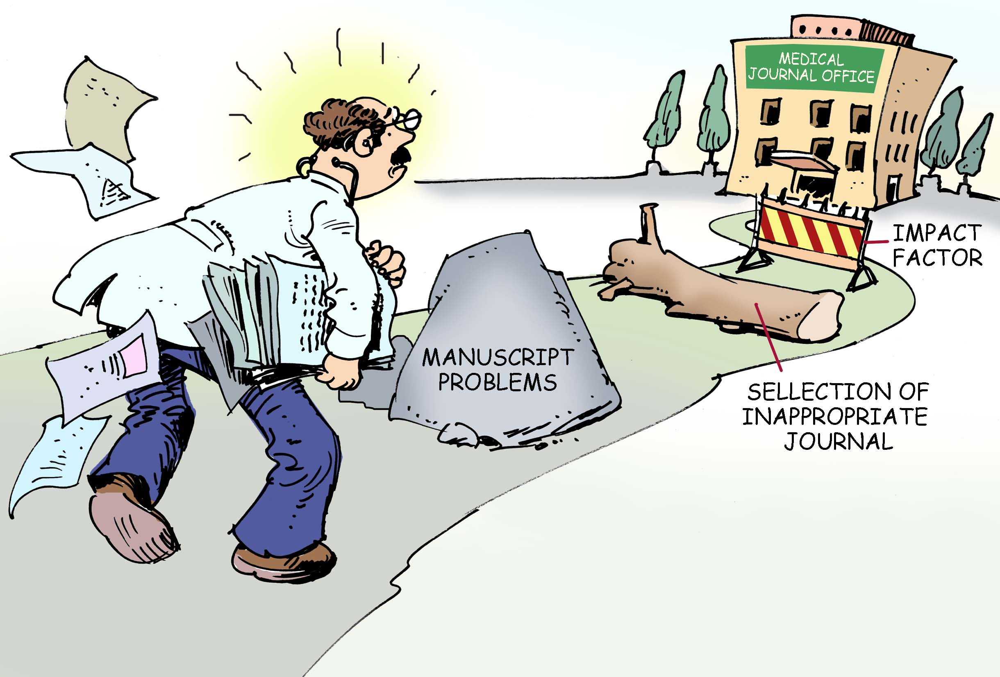 MEDICAL
JOURNAL OFFICE
IMPACT
FACTOR
MANUSCRIPT
PROBLEMS
SELLECTION OF
INAPPROPRIATE
JOURNAL